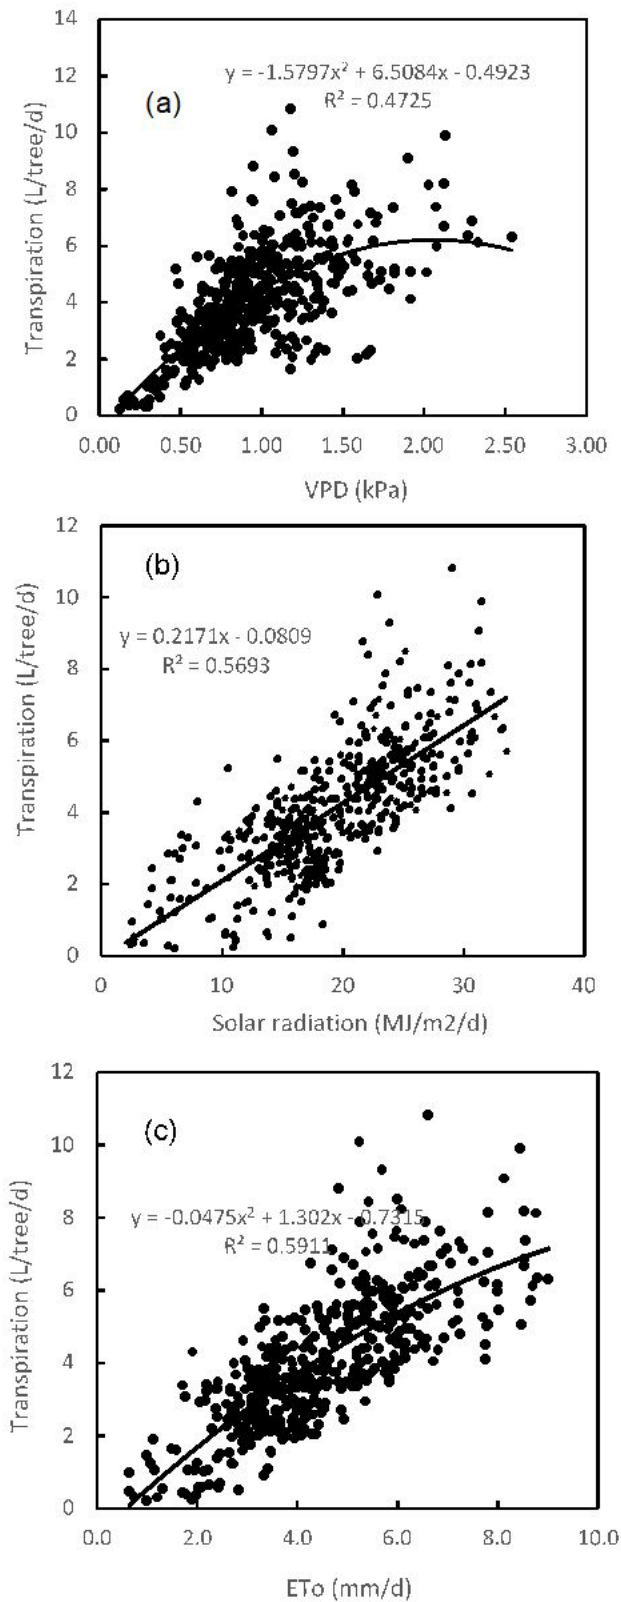 14
12
10
8
6
4
2
0
Transpiration (L/tree/d)
(a)
y = -1.5797x² + 6.5084x - 0.4923
R² = 0.4725
0.00 0.50 1.00 1.50 2.00 2.50 3.00
VPD (kPa)
12
10
8
6
4
2
0
Transpiration (L/tree/d)
(b)
y = 0.2171x - 0.0809
R² = 0.5693
0 10 20 30 40
Solar radiation (MJ/m2/d)
12
10
8
6
4
2
0
Transpiration (L/tree/d)
(c)
y = -0.0475x² + 1.302x - 0.7315
R² = 0.5911
0.0 2.0 4.0 6.0 8.0 10.0
ETo (mm/d)